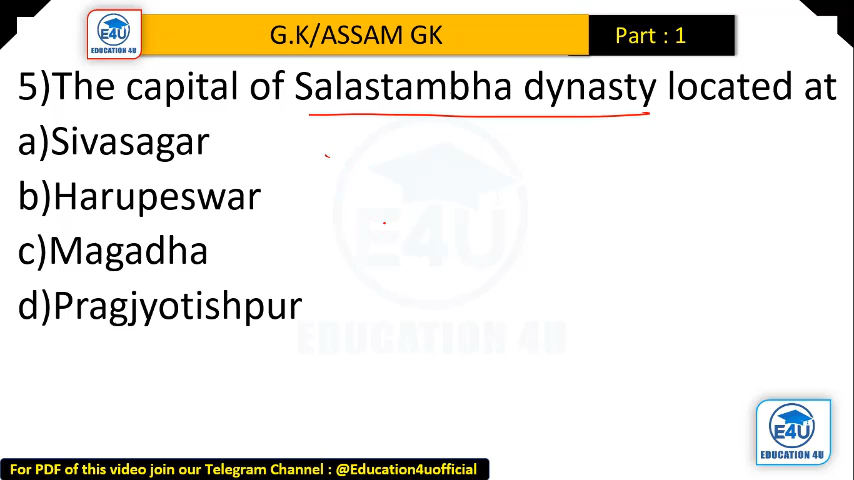 E4U
EDUCATION 4U
G.K/ASSAM GK
Part : 1
5)The capital of Salastambha dynasty located at
a)Sivasagar
b)Harupeswar
c)Magadha
d)Pragjyotishpur
E4U
EDUCATION 4U
E4U
EDUCATION 4U
For PDF of this video join our Telegram Channel : @Education4uofficial